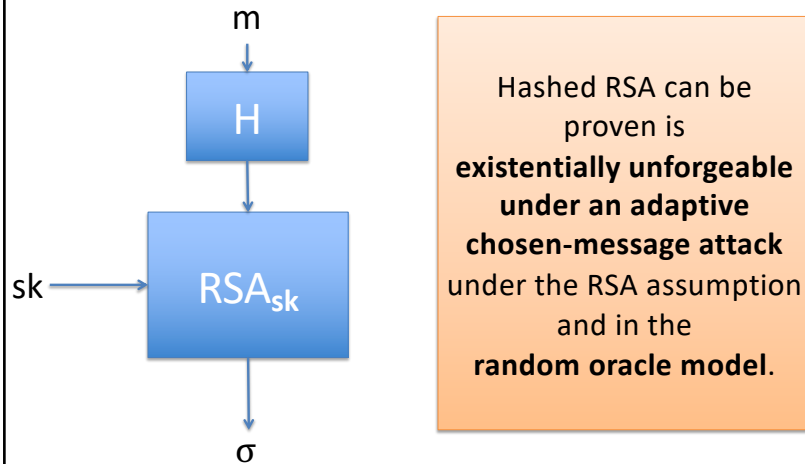 m
H
sk
RSAsk
σ
Hashed RSA can be
proven is
existentially unforgeable
under an adaptive
chosen-message attack
under the RSA assumption
and in the
random oracle model.